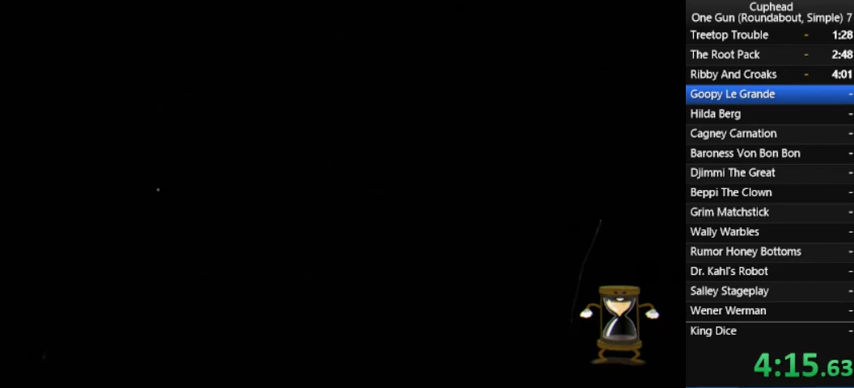 Cuphead
One Gun (Roundabout, Simple) 7
Treetop Trouble - 1:28
The Root Pack - 2:48
Ribby And Croaks - 4:01
Goopy Le Grande -
Hilda Berg -
Cagney Carnation -
Baroness Von Bon Bon -
Djimmi The Great -
Beppi The Clown -
Grim Matchstick -
Wally Warbles -
Rumor Honey Bottoms -
Dr. Kahl's Robot -
Salley Stageplay -
Wener Werman -
King Dice -
4:15.63